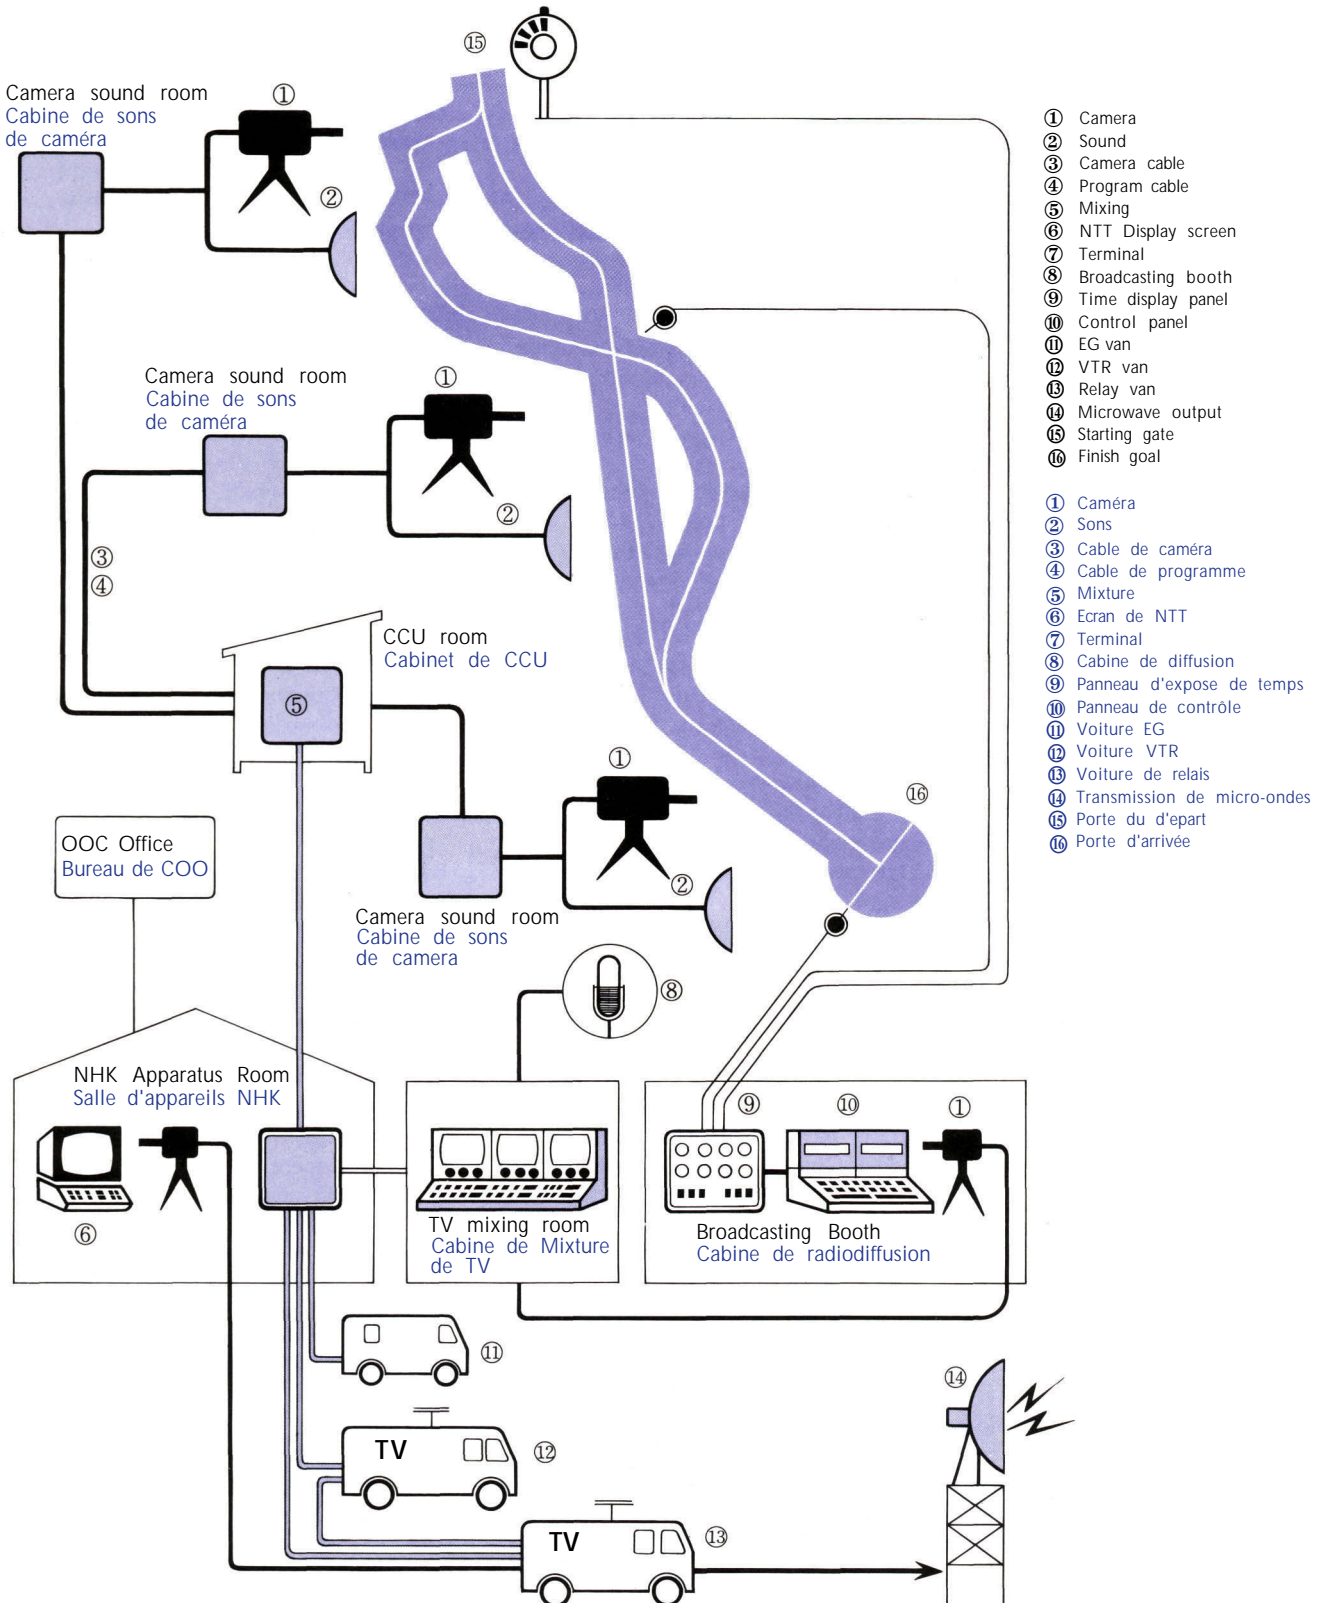 ⑮
Camera sound room
Cabine de sons
de caméra
①
②
Camera sound room
Cabine de sons
de caméra
①
②
③
④
CCU room
Cabinet de CCU
⑤
①
②
⑯
OOC Office
Bureau de COO
Camera sound room
Cabine de sons
de camera
⑧
NHK Apparatus Room
Salle d'appareils NHK
⑥
TV mixing room
Cabine de Mixture
de TV
⑨
⑩
①
Broadcasting Booth
Cabine de radiodiffusion
⑪
TV
⑫
TV
⑬
⑭
① Camera
② Sound
③ Camera cable
④ Program cable
⑤ Mixing
⑥ NTT Display screen
⑦ Terminal
⑧ Broadcasting booth
⑨ Time display panel
⑩ Control panel
⑪ EG van
⑫ VTR van
⑬ Relay van
⑭ Microwave output
⑮ Starting gate
⑯ Finish goal
① Caméra
② Sons
③ Cable de caméra
④ Cable de programme
⑤ Mixture
⑥ Ecran de NTT
⑦ Terminal
⑧ Cabine de diffusion
⑨ Panneau d'expose de temps
⑩ Panneau de contrôle
⑪ Voiture EG
⑫ Voiture VTR
⑬ Voiture de relais
⑭ Transmission de micro-ondes
⑮ Porte du d'epart
⑯ Porte d'arrivée